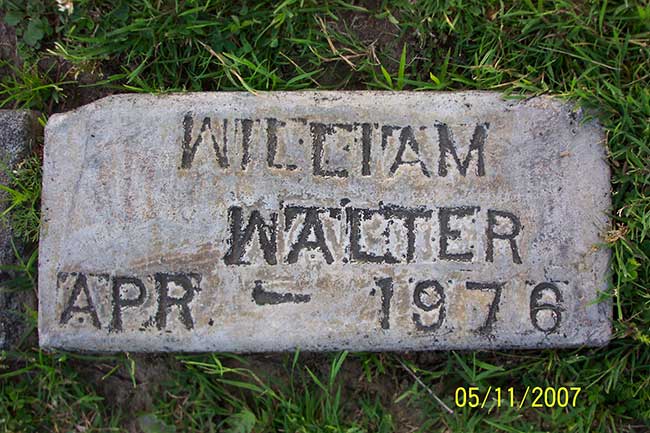 WILLIAM
WALTER
APR - 1976
05/11/2007